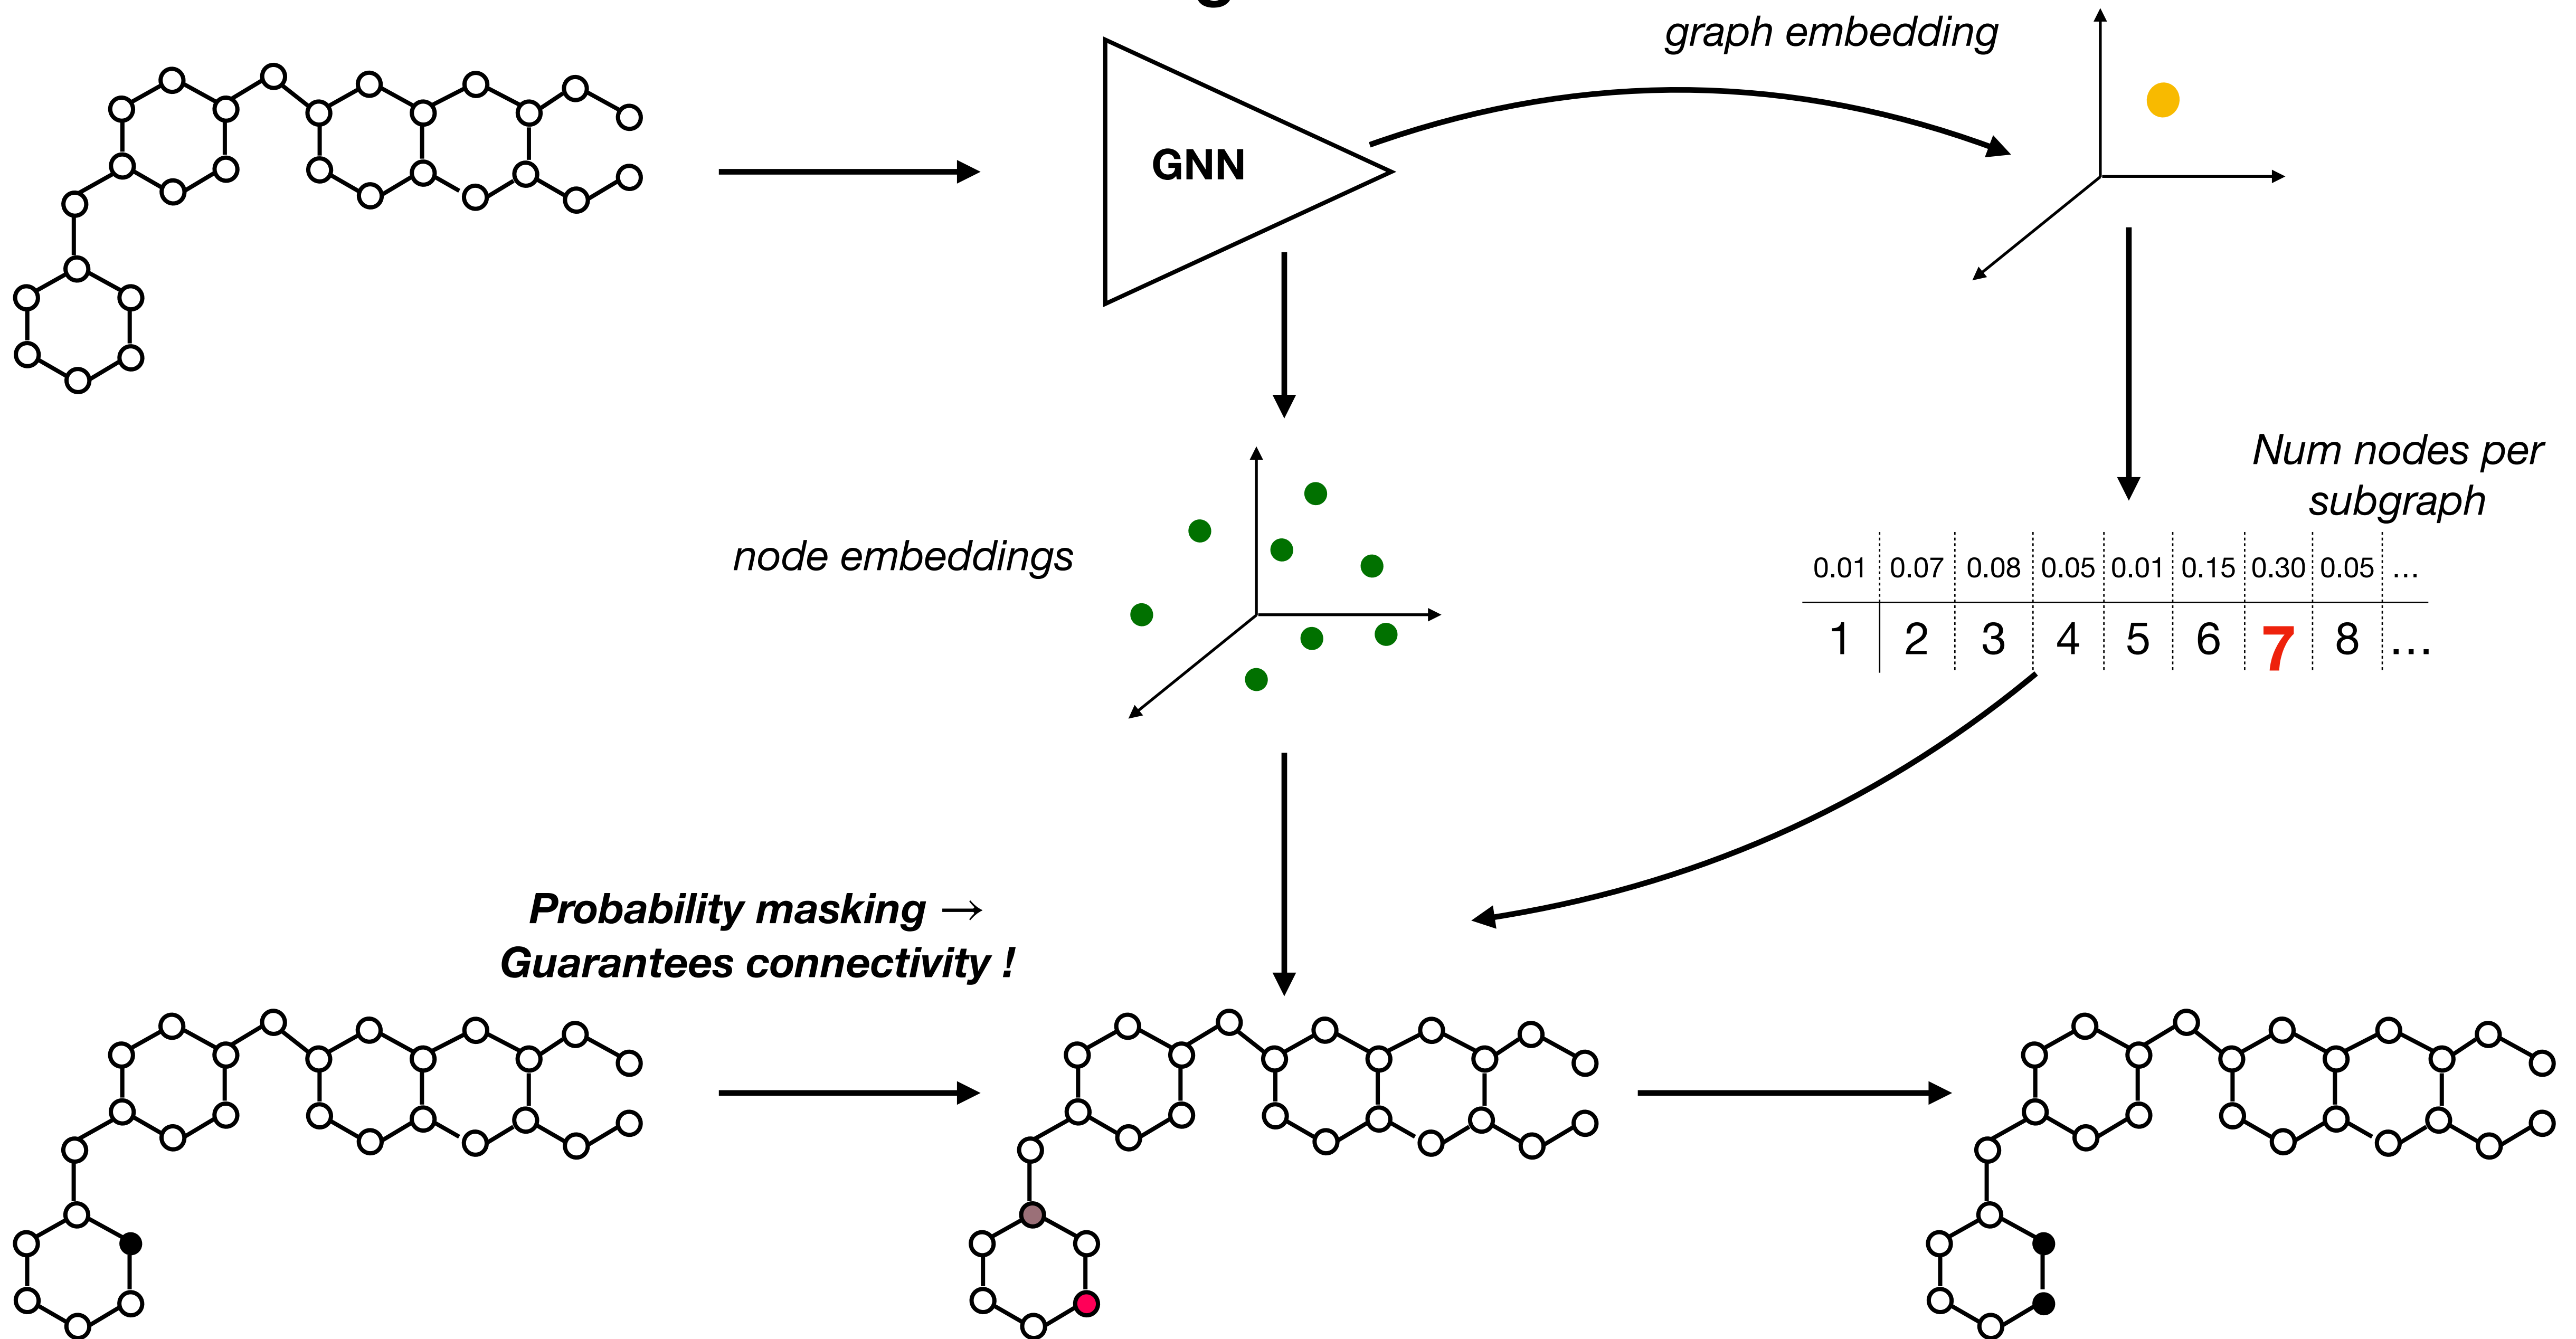 graph embedding
GNN
Num nodes per
subgraph
node embeddings
0.01 0.07 0.08 0.05 0.01 0.15 0.30 0.05 ...
1 2 3 4 5 6 7 8 ...
Probability masking →
Guarantees connectivity !